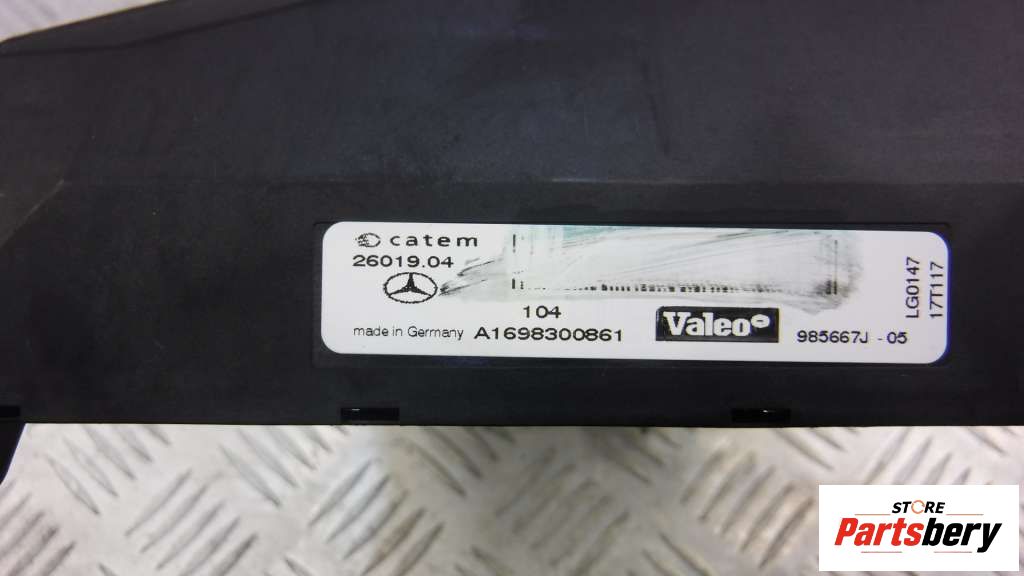 catem
26019.04
104
made in Germany A1698300861
Valeo
985667J - 05
LG0147
17T117
STORE
Partsbery